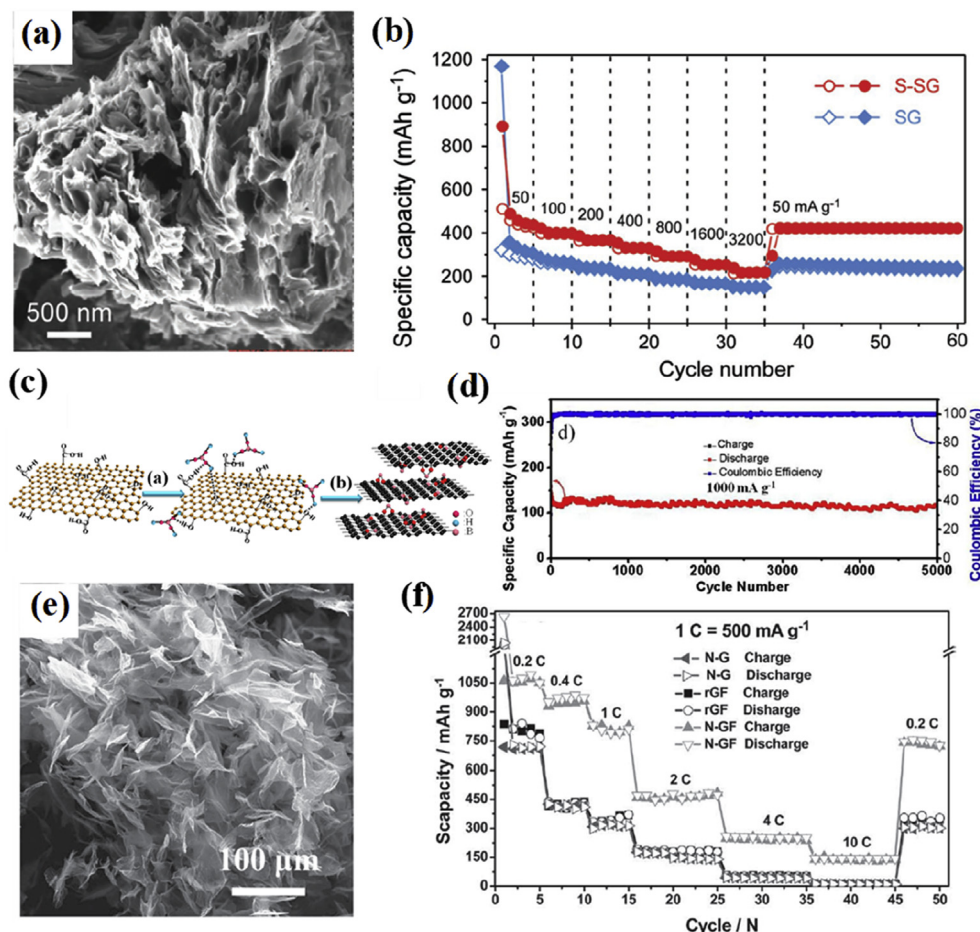 (a)
500 nm
(b)
Specific capacity (mAh g⁻¹)
1200
1000
800
600
400
200
0
S-SG
SG
50
100
200
400
800
1600
3200
50 mA g⁻¹
0 10 20 30 40 50 60
Cycle number
(c)
(a)
(b)
:O
:H
:B
(d)
Specific Capacity (mAh g⁻¹)
300
200
100
0
d)
Charge
Discharge
Coulombic Efficiency
1000 mA g⁻¹
100
80
60
40
20
0
Coulombic Efficiency (%)
0 1000 2000 3000 4000 5000
Cycle Number
(e)
100 µm
(f)
Scapacity / mAh g⁻¹
2700
2400
2100
1050
900
750
600
450
300
150
0
1 C = 500 mA g⁻¹
N-G Charge
N-G Discharge
rGF Charge
rGF Disharge
N-GF Charge
N-GF Discharge
0.2 C
0.4 C
1 C
2 C
4 C
10 C
0.2 C
0 5 10 15 20 25 30 35 40 45 50
Cycle / N